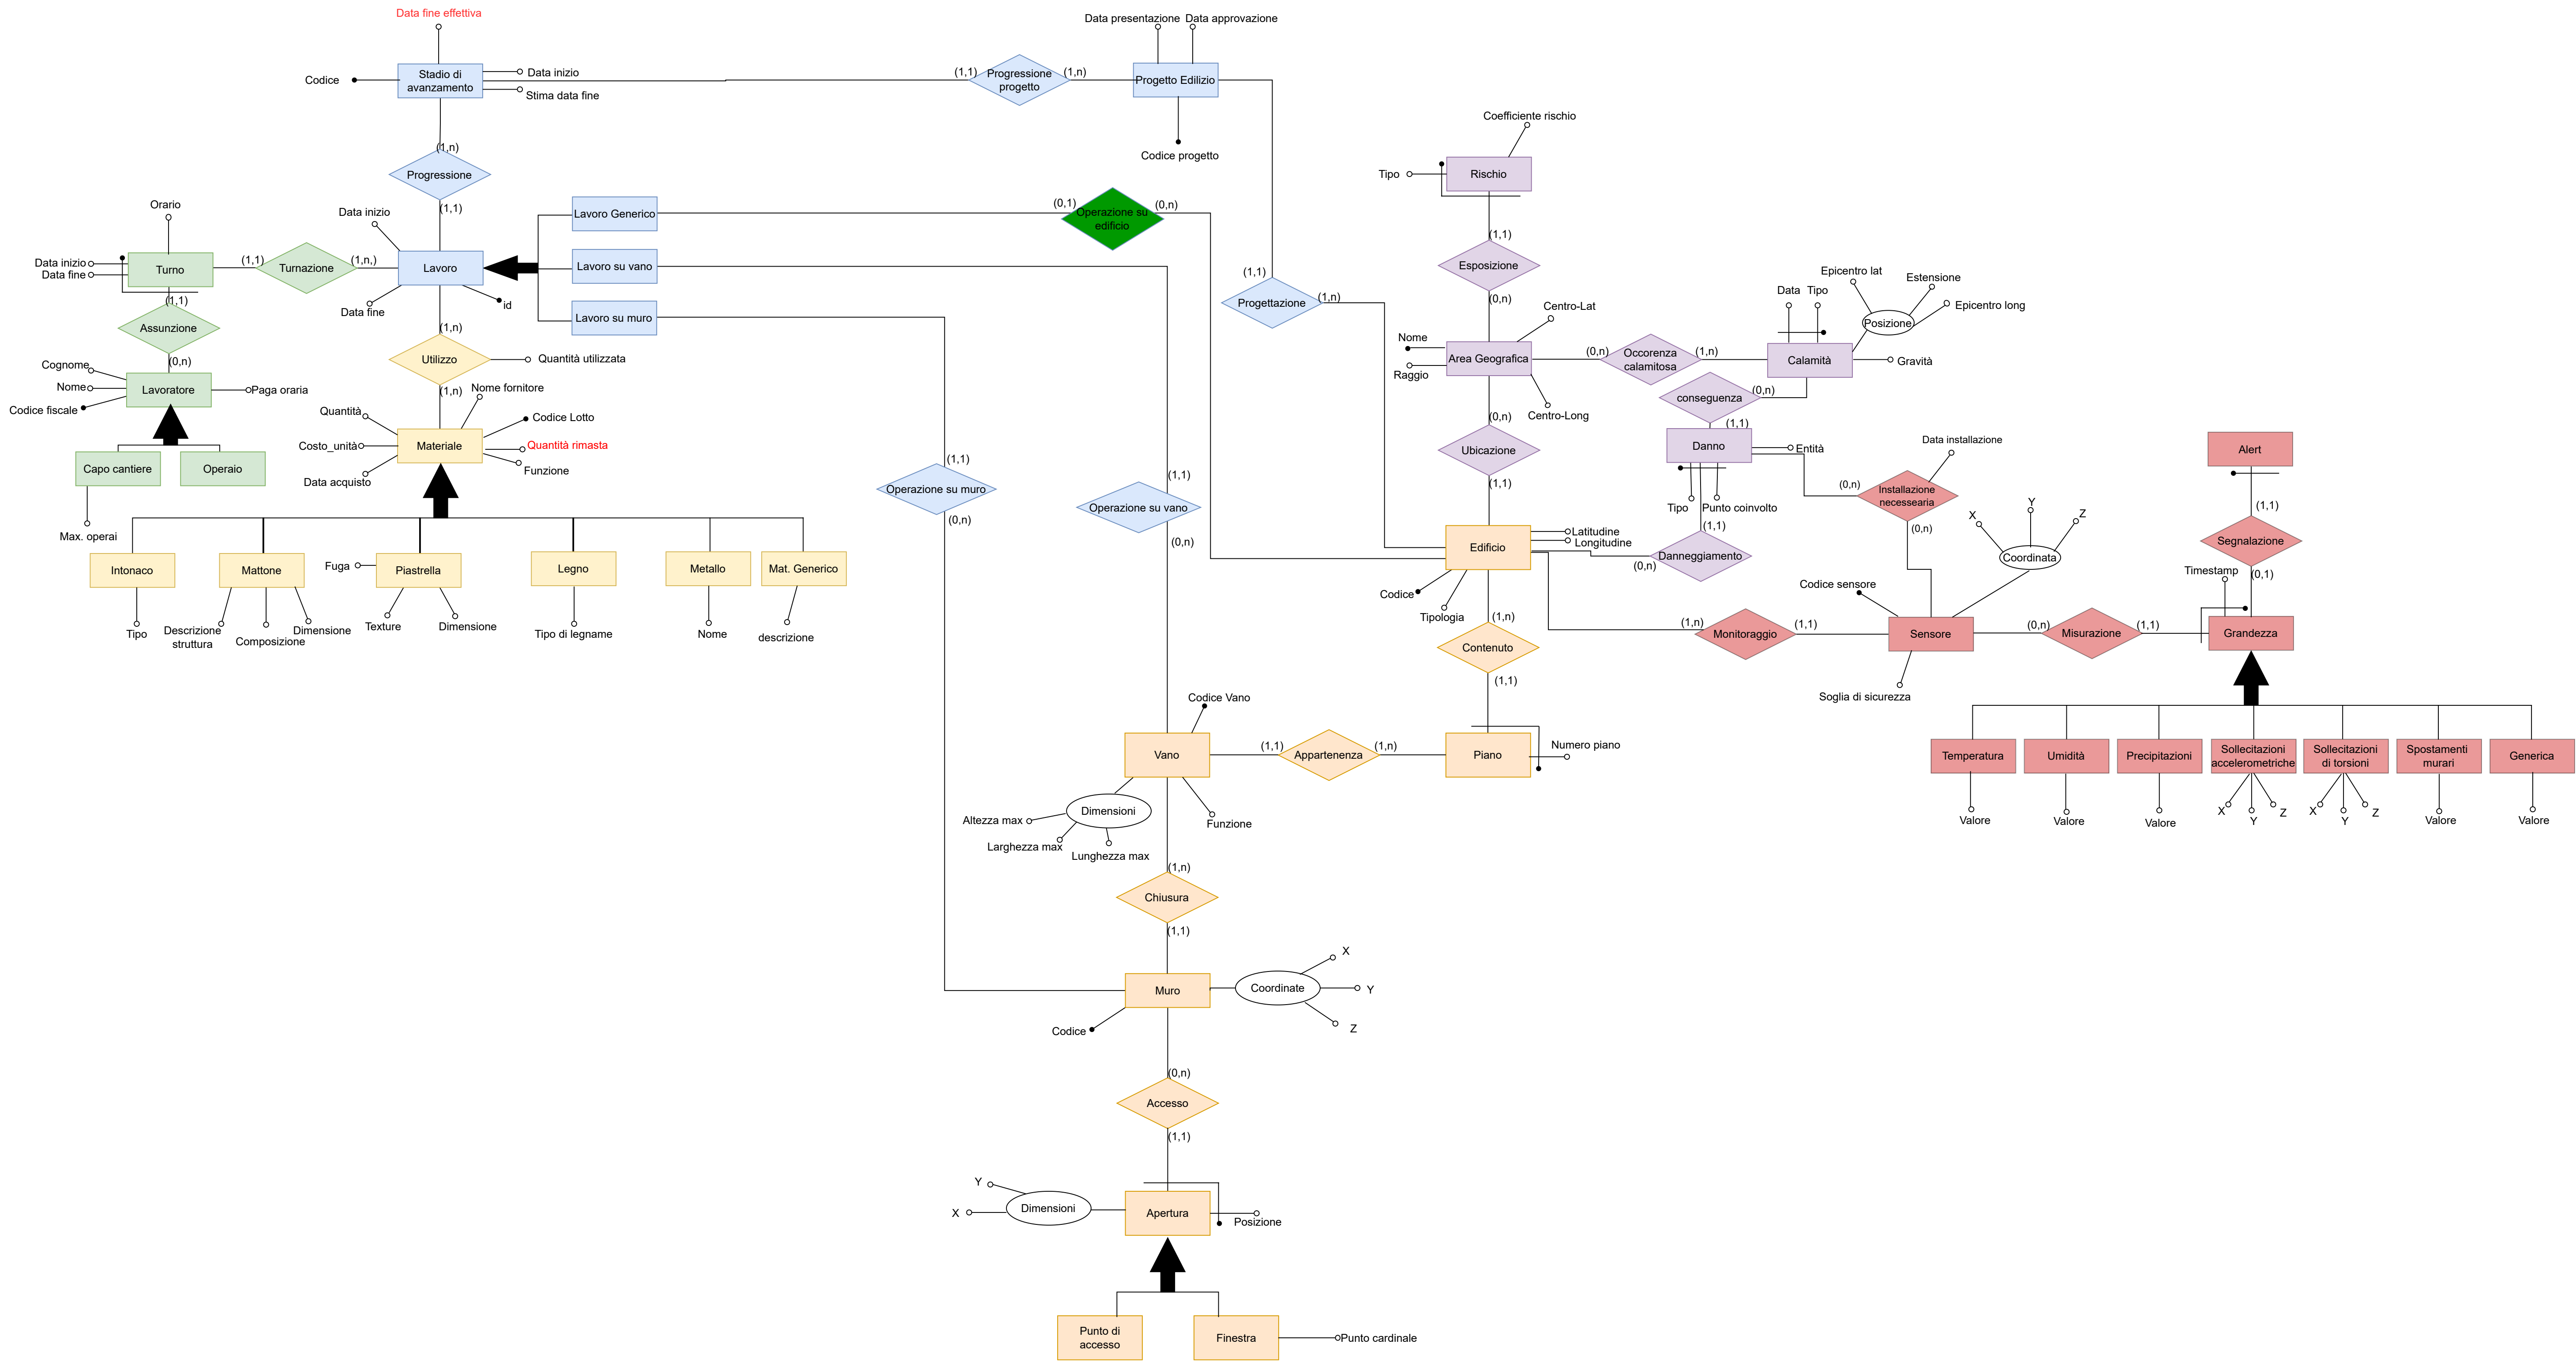 Data fine effettiva
Data presentazione
Data approvazione
Codice
Stadio di
avanzamento
Data inizio
Stima data fine
(1,1)
Progressione
progetto
(1,n)
Progetto Edilizio
Codice progetto
Coefficiente rischio
(1,n)
Progressione
(1,1)
Tipo
Rischio
Orario
Data inizio
Lavoro Generico
(0,1)
Operazione su
edificio
(0,n)
(1,1)
Esposizione
(0,n)
Data inizio
Data fine
Turno
(1,1)
Turnazione
(1,n,)
Lavoro
Lavoro su vano
Lavoro su muro
Data fine
id
(1,1)
Progettazione
(1,n)
Centro-Lat
Epicentro lat
Estensione
Data
Tipo
Epicentro long
Posizione
(1,1)
Assunzione
(0,n)
(1,n)
Utilizzo
Quantità utilizzata
(1,n)
Nome
Area Geografica
Raggio
(0,n)
Occorenza
calamitosa
(1,n)
Calamità
Gravità
Centro-Long
conseguenza
(0,n)
(1,1)
Cognome
Nome
Codice fiscale
Lavoratore
Paga oraria
Nome fornitore
Quantità
Codice Lotto
Costo_unità
Materiale
Quantità rimasta
Funzione
Data acquisto
(0,n)
Ubicazione
(1,1)
Danno
Entità
Data installazione
Alert
Capo cantiere
Operaio
Max. operai
(1,1)
Operazione su muro
(0,n)
(1,1)
Operazione su vano
(0,n)
Tipo
Punto coinvolto
(0,n)
Installazione
necessearia
(0,n)
X
Y
Z
Coordinata
(1,1)
Segnalazione
(0,1)
Timestamp
Intonaco
Mattone
Fuga
Piastrella
Legno
Metallo
Mat. Generico
Tipo
Descrizione
struttura
Composizione
Dimensione
Texture
Dimensione
Tipo di legname
Nome
descrizione
Edificio
Latitudine
Longitudine
Codice
Tipologia
(1,1)
Danneggiamento
(0,n)
(1,n)
Contenuto
(1,1)
(1,n)
Monitoraggio
(1,1)
Codice sensore
Sensore
Soglia di sicurezza
(0,n)
Misurazione
(1,1)
Grandezza
Codice Vano
Vano
(1,1)
Appartenenza
(1,n)
Piano
Numero piano
Temperatura
Umidità
Precipitazioni
Sollecitazioni
accelerometriche
Sollecitazioni
di torsioni
Spostamenti
murari
Generica
Valore
Valore
Valore
X
Y
Z
X
Y
Z
Valore
Valore
Dimensioni
Altezza max
Larghezza max
Lunghezza max
Funzione
(1,n)
Chiusura
(1,1)
Muro
Coordinate
X
Y
Z
Codice
(0,n)
Accesso
(1,1)
Y
X
Dimensioni
Apertura
Posizione
Punto di
accesso
Finestra
Punto cardinale